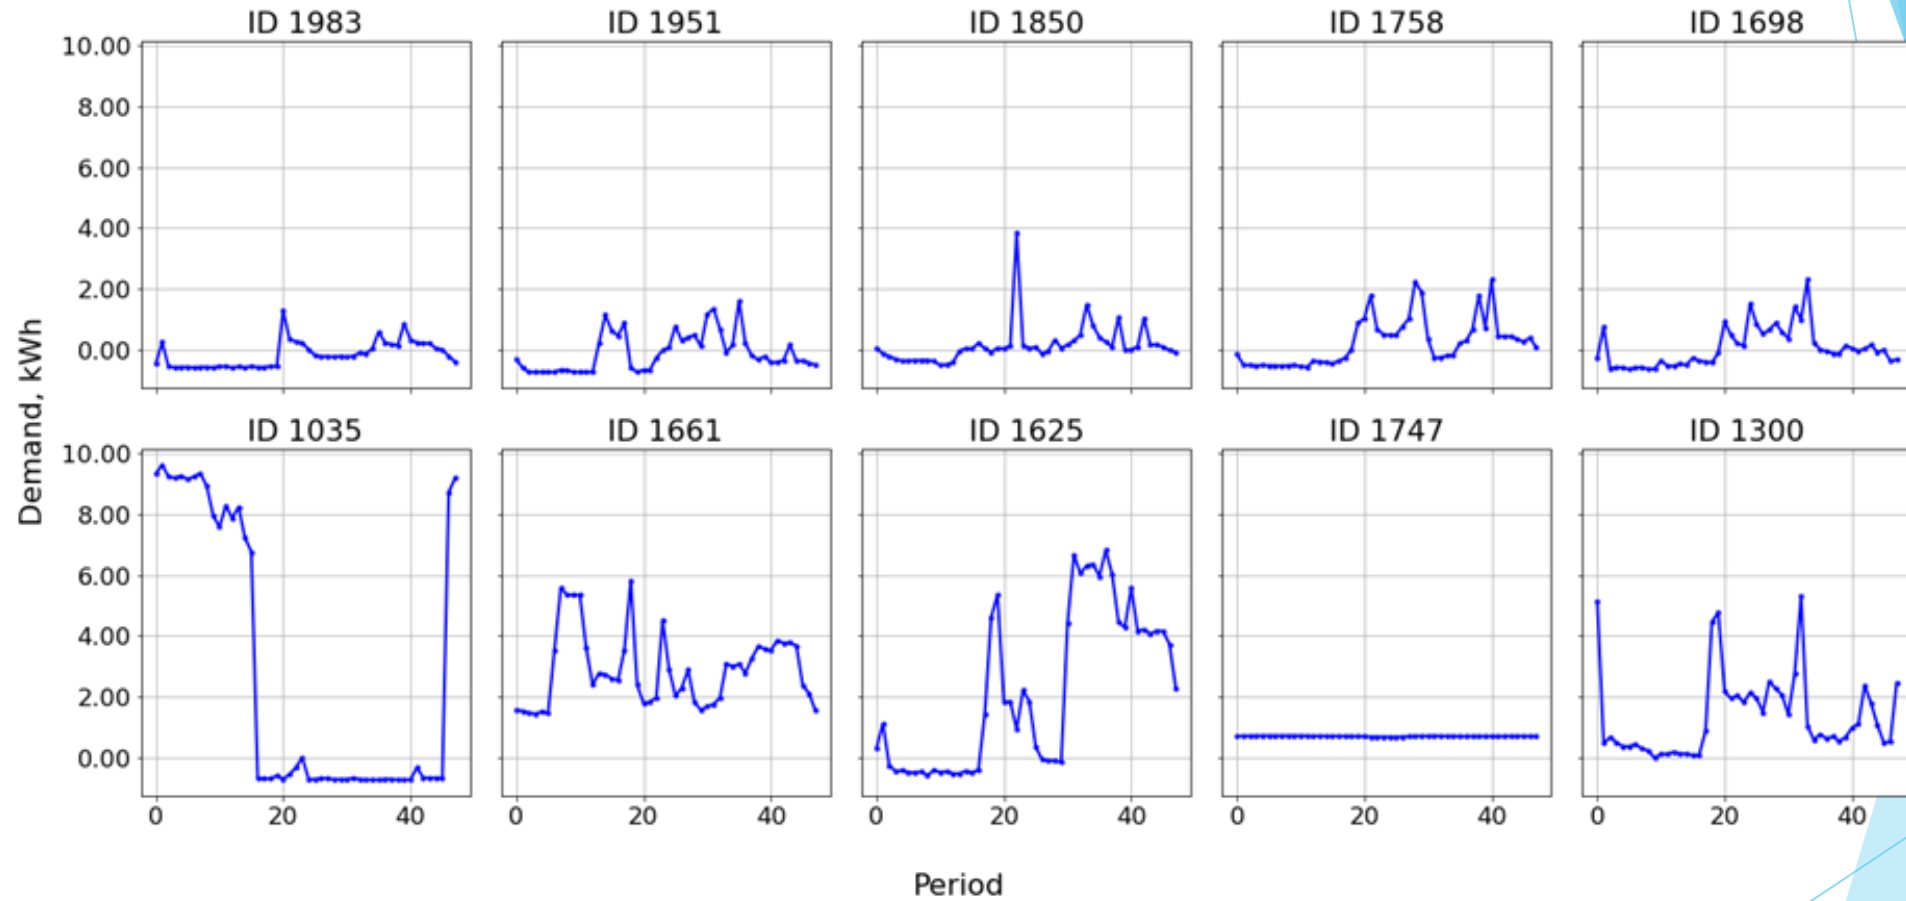 ID 1983 ID 1951 ID 1850 ID 1758 ID 1698
10.00
8.00
6.00
4.00
2.00
0.00
Demand, kWh
ID 1035 ID 1661 ID 1625 ID 1747 ID 1300
10.00
8.00
6.00
4.00
2.00
0.00
0 20 40 0 20 40 0 20 40 0 20 40 0 20 40
Period